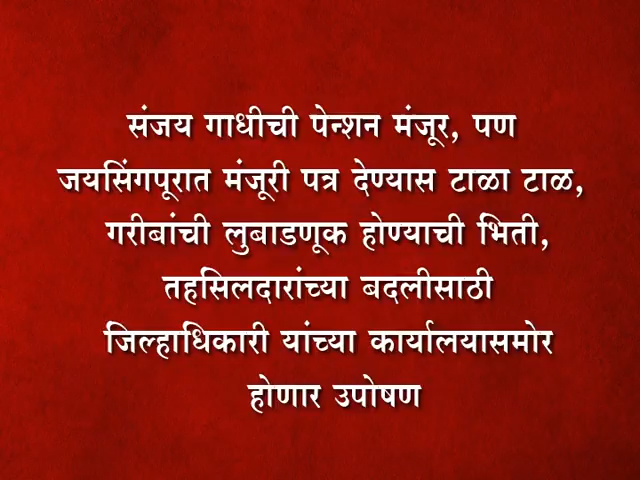 संजय गाधीची पेन्शन मंजूर, पण
जयसिंगपूरात मंजूरी पत्र देण्यास टाळा टाळ,
गरीबांची लुबाडणूक होण्याची भिती,
तहसिलदारांच्या बदलीसाठी
जिल्हाधिकारी यांच्या कार्यालयासमोर
होणार उपोषण